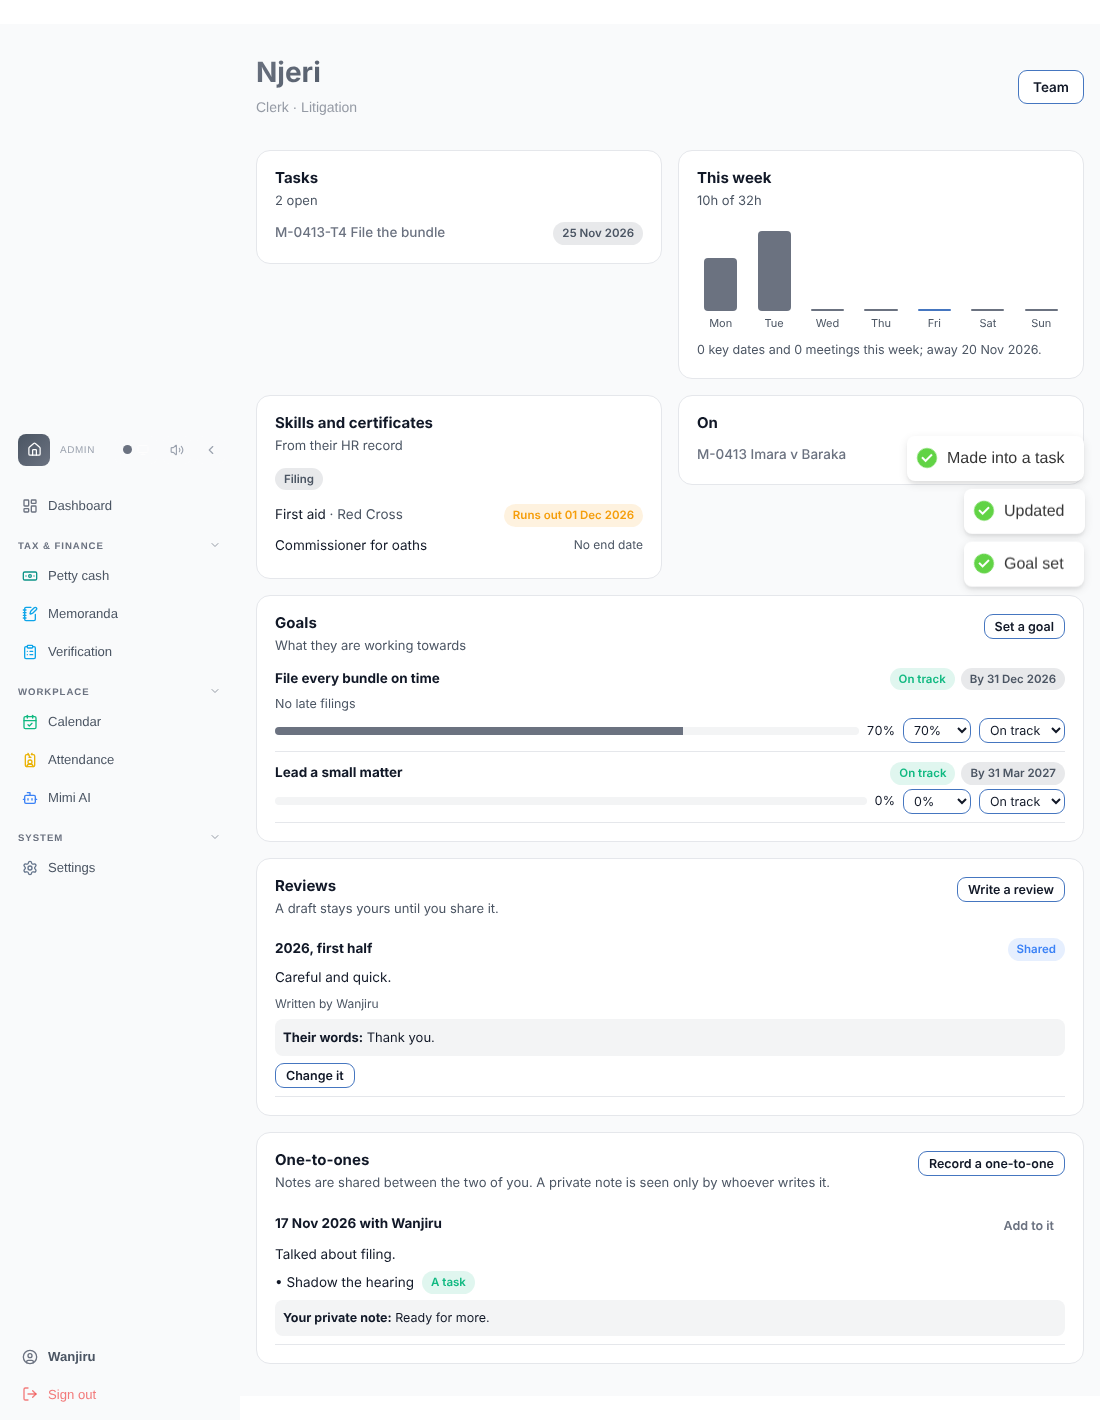 Njeri
Clerk · Litigation
Team
Tasks
2 open
M-0413-T4 File the bundle
25 Nov 2026
This week
10h of 32h
Mon Tue Wed Thu Fri Sat Sun
0 key dates and 0 meetings this week; away 20 Nov 2026.
ADMIN
Dashboard
TAX & FINANCE
Petty cash
Memoranda
Verification
WORKPLACE
Calendar
Attendance
Mimi AI
SYSTEM
Settings
Wanjiru
Sign out
Skills and certificates
From their HR record
Filing
First aid · Red Cross
Runs out 01 Dec 2026
Commissioner for oaths
No end date
On
M-0413 Imara v Baraka
Made into a task
Updated
Goal set
Goals
What they are working towards
Set a goal
File every bundle on time
On track
By 31 Dec 2026
No late filings
70%
70%
On track
Lead a small matter
On track
By 31 Mar 2027
0%
0%
On track
Reviews
A draft stays yours until you share it.
Write a review
2026, first half
Shared
Careful and quick.
Written by Wanjiru
Their words: Thank you.
Change it
One-to-ones
Notes are shared between the two of you. A private note is seen only by whoever writes it.
Record a one-to-one
17 Nov 2026 with Wanjiru
Add to it
Talked about filing.
• Shadow the hearing
A task
Your private note: Ready for more.